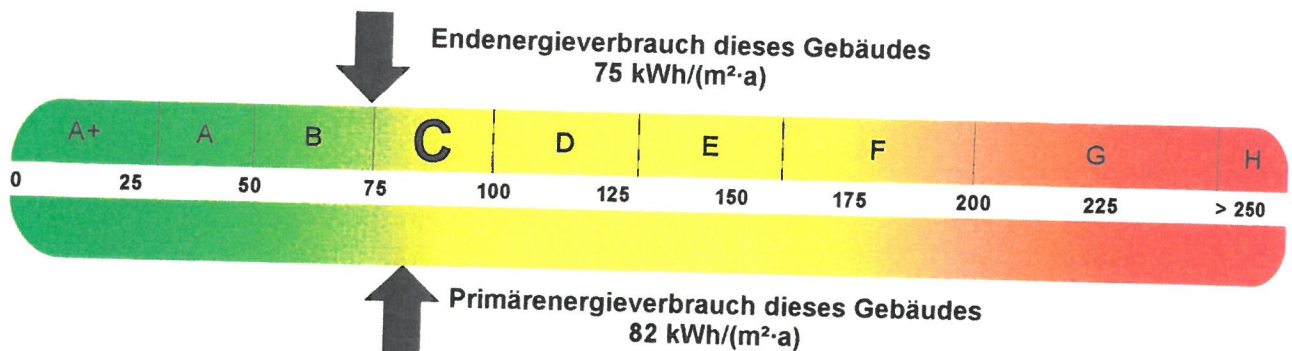 Endenergieverbrauch dieses Gebäudes
75 kWh/(m²·a)
A+ A B C D E F G H
0 25 50 75 100 125 150 175 200 225 > 250
Primärenergieverbrauch dieses Gebäudes
82 kWh/(m²·a)